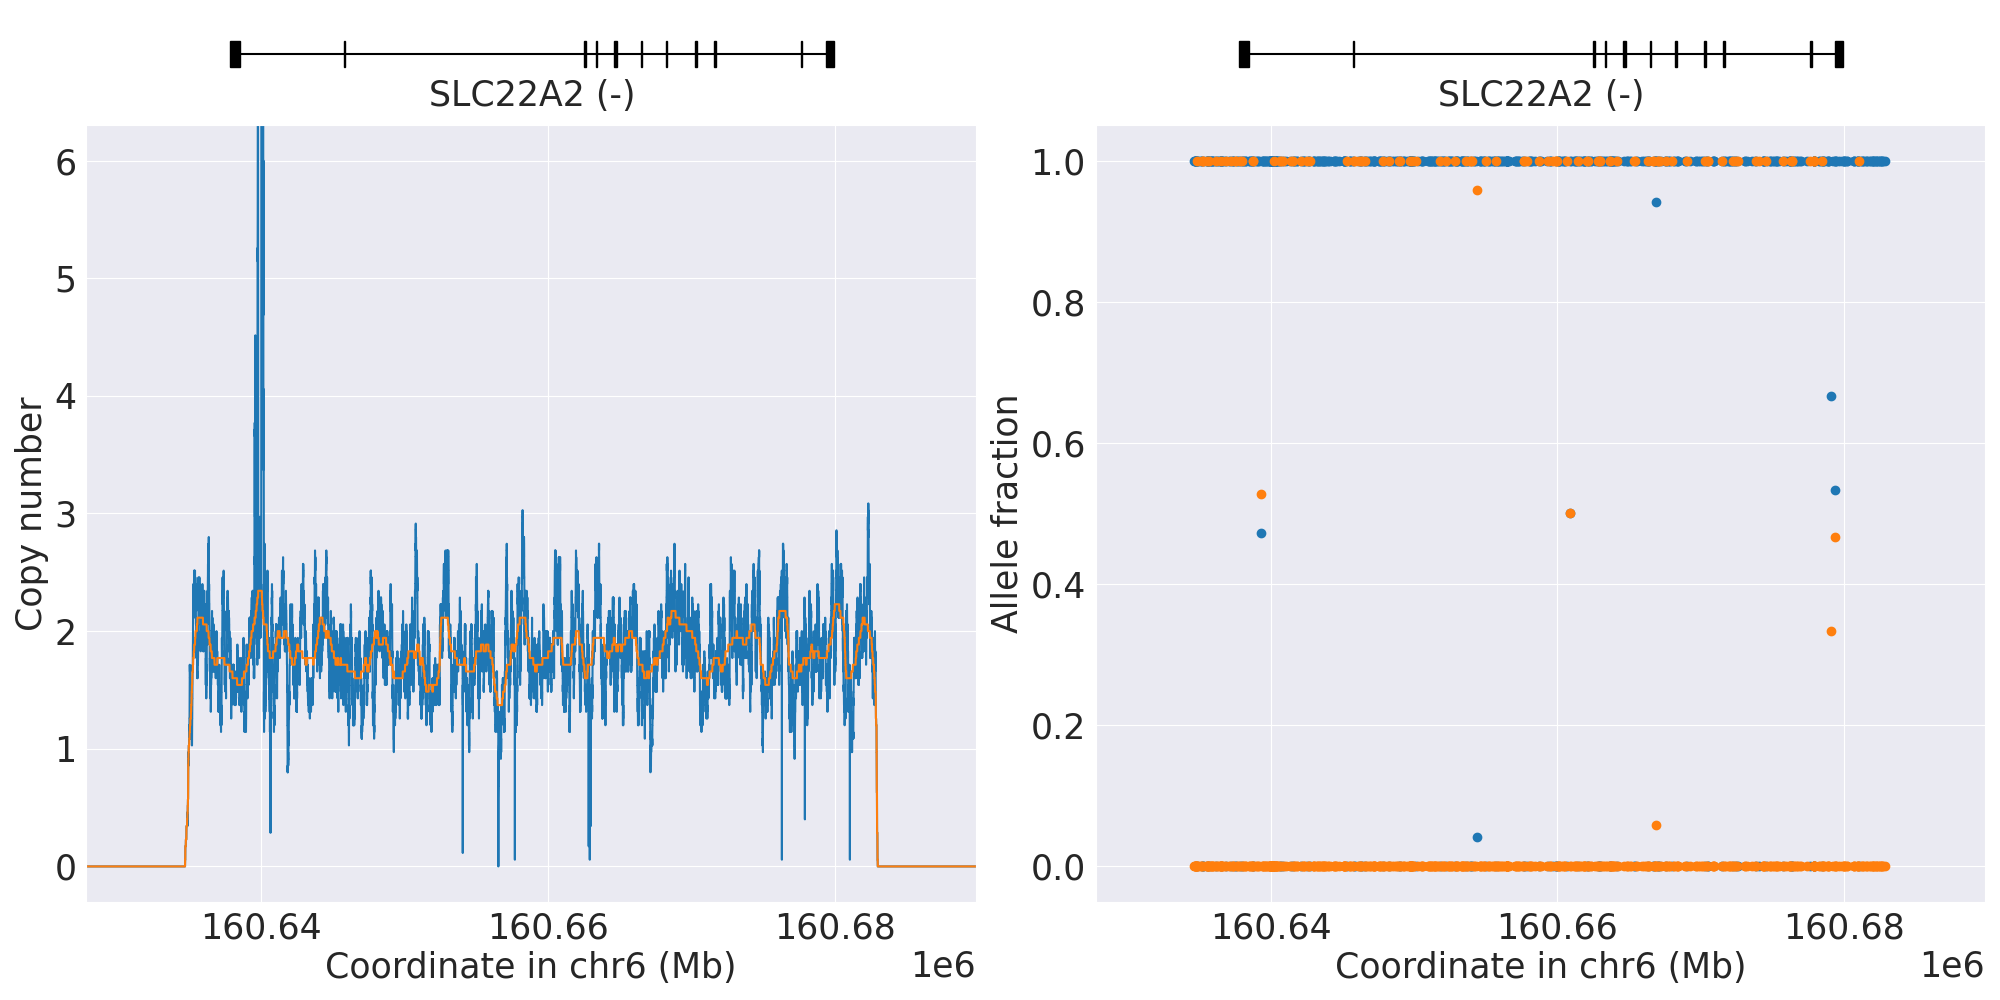 SLC22A2 (-)
Copy number
6
5
4
3
2
1
0
160.64
160.66
160.68
Coordinate in chr6 (Mb)
1e6
SLC22A2 (-)
Allele fraction
1.0
0.8
0.6
0.4
0.2
0.0
160.64
160.66
160.68
Coordinate in chr6 (Mb)
1e6